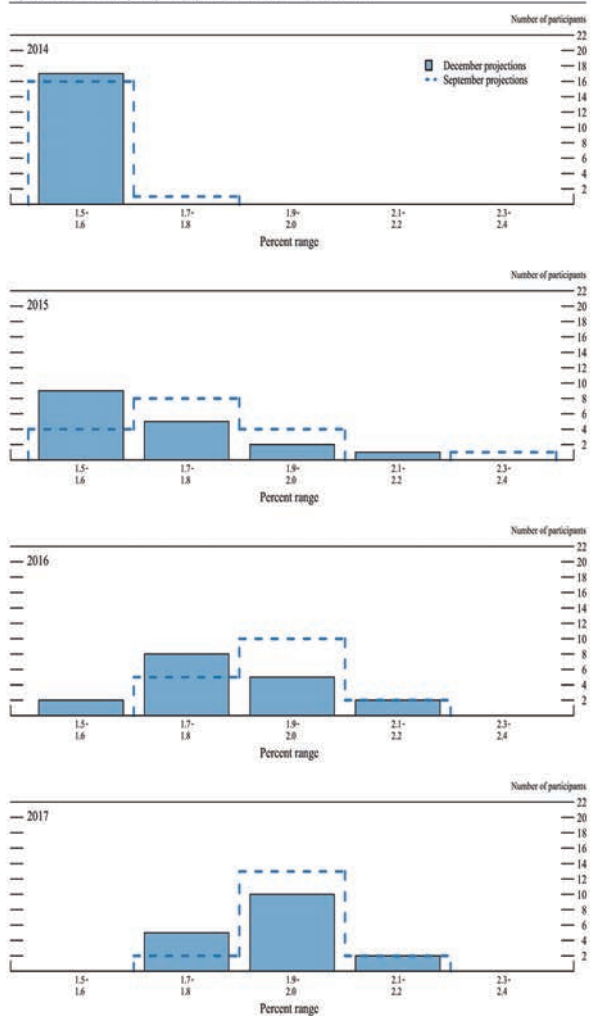 Number of participants
2014
December projections
September projections
22
20
18
16
14
12
10
8
6
4
2
1.5- 1.7- 1.9- 2.1- 2.3-
1.6 1.8 2.0 2.2 2.4
Percent range
Number of participants
2015
22
20
18
16
14
12
10
8
6
4
2
1.5- 1.7- 1.9- 2.1- 2.3-
1.6 1.8 2.0 2.2 2.4
Percent range
Number of participants
2016
22
20
18
16
14
12
10
8
6
4
2
1.5- 1.7- 1.9- 2.1- 2.3-
1.6 1.8 2.0 2.2 2.4
Percent range
Number of participants
2017
22
20
18
16
14
12
10
8
6
4
2
1.5- 1.7- 1.9- 2.1- 2.3-
1.6 1.8 2.0 2.2 2.4
Percent range